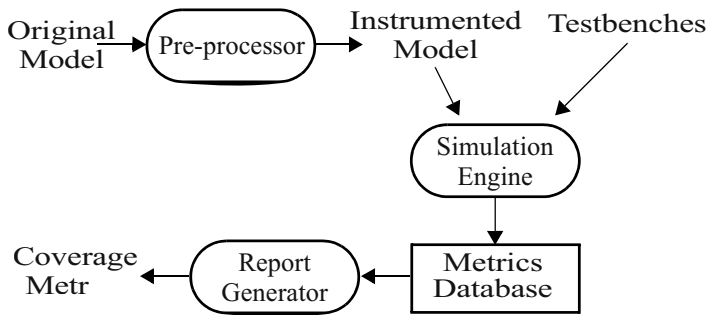 Original
Model
Pre-processor
Instrumented
Model
Testbenches
Simulation
Engine
Metrics
Database
Report
Generator
Coverage
Metr